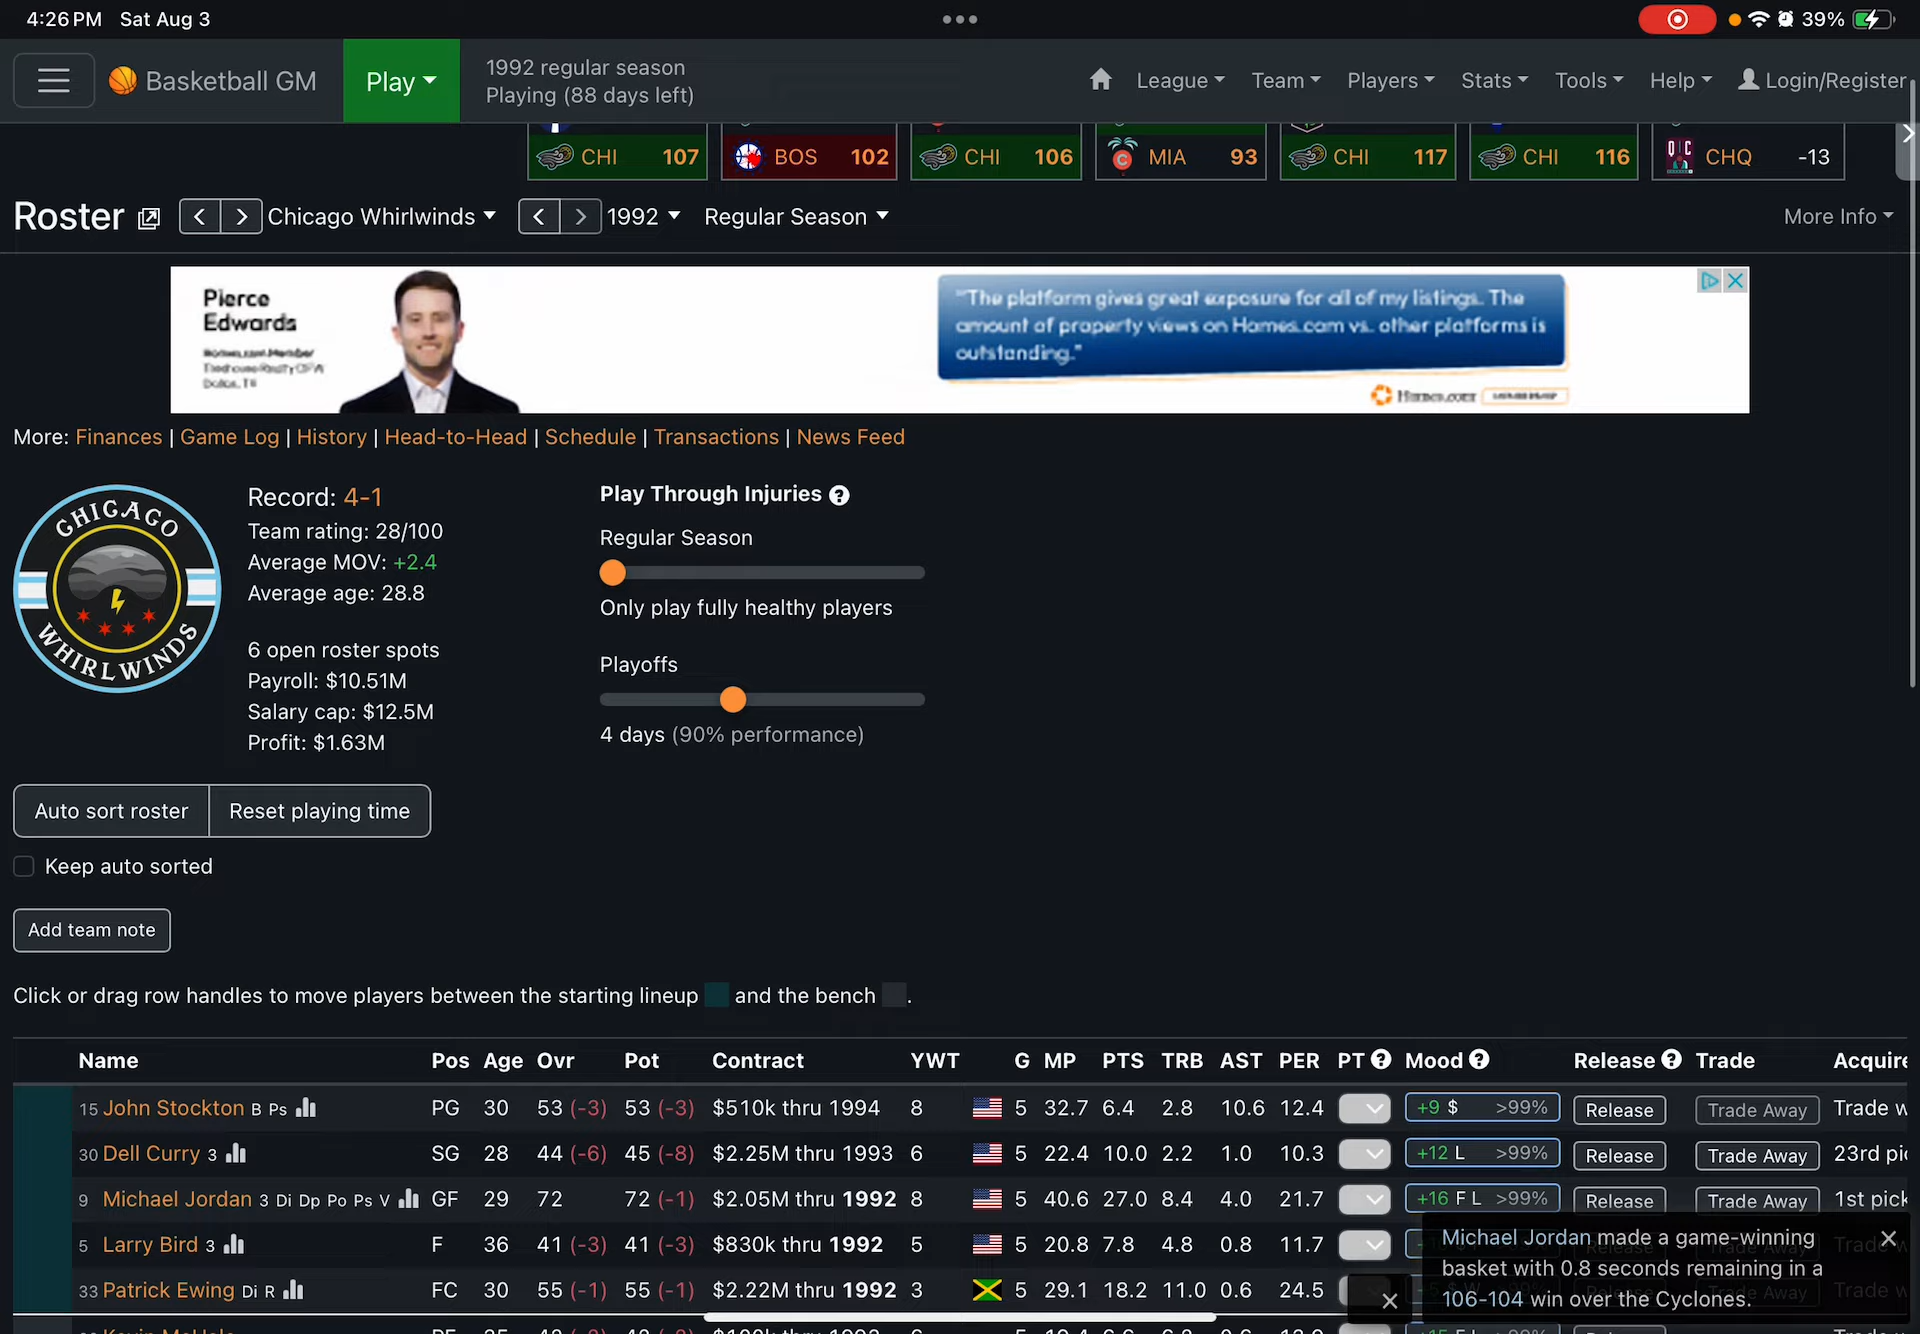 4:26 PM Sat Aug 3
39%
Basketball GM
Play
1992 regular season
Playing (88 days left)
League Team Players Stats Tools Help Login/Register
CHI 107
BOS 102
CHI 106
MIA 93
CHI 117
CHI 116
CHQ -13
Roster
Chicago Whirlwinds
1992
Regular Season
More Info
Pierce
Edwards
"The platform gives great exposure for all of my listings. The
amount of property views on Homes.com vs. other platforms is
outstanding."
Homes.com
More: Finances | Game Log | History | Head-to-Head | Schedule | Transactions | News Feed
CHICAGO
WHIRLWINDS
Record: 4-1
Team rating: 28/100
Average MOV: +2.4
Average age: 28.8
6 open roster spots
Payroll: $10.51M
Salary cap: $12.5M
Profit: $1.63M
Play Through Injuries ?
Regular Season
Only play fully healthy players
Playoffs
4 days (90% performance)
Auto sort roster
Reset playing time
Keep auto sorted
Add team note
Click or drag row handles to move players between the starting lineup and the bench .
Name Pos Age Ovr Pot Contract YWT G MP PTS TRB AST PER PT ? Mood ? Release ? Trade Acquire
15 John Stockton B Ps PG 30 53 (-3) 53 (-3) $510k thru 1994 8 5 32.7 6.4 2.8 10.6 12.4 +9 $ >99% Release Trade Away Trade w
30 Dell Curry 3 SG 28 44 (-6) 45 (-8) $2.25M thru 1993 6 5 22.4 10.0 2.2 1.0 10.3 +12 L >99% Release Trade Away 23rd pic
9 Michael Jordan 3 Di Dp Po Ps V GF 29 72 72 (-1) $2.05M thru 1992 8 5 40.6 27.0 8.4 4.0 21.7 +16 F L >99% Release Trade Away 1st pick
5 Larry Bird 3 F 36 41 (-3) 41 (-3) $830k thru 1992 5 5 20.8 7.8 4.8 0.8 11.7
33 Patrick Ewing Di R FC 30 55 (-1) 55 (-1) $2.22M thru 1992 3 5 29.1 18.2 11.0 0.6 24.5
Michael Jordan made a game-winning
basket with 0.8 seconds remaining in a
106-104 win over the Cyclones.